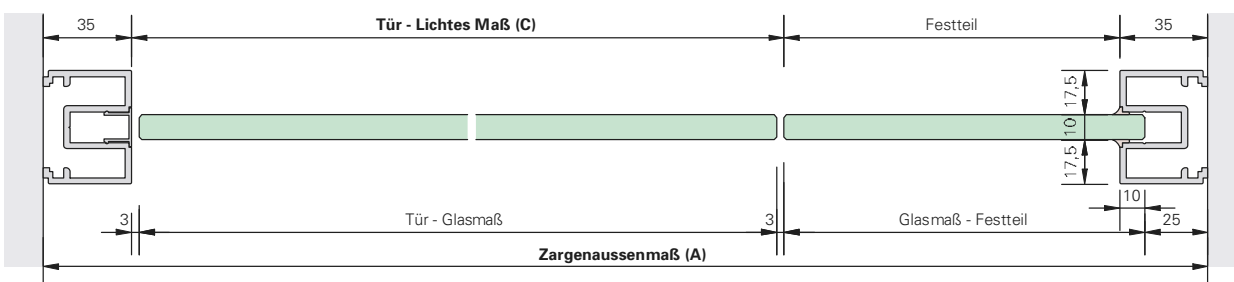 35 Tür - Lichtes Maß (C) Festteil 35
17,5
10
17,5
10
3 Tür - Glasmaß 3 Glasmaß - Festteil 25
Zargenaussenmaß (A)